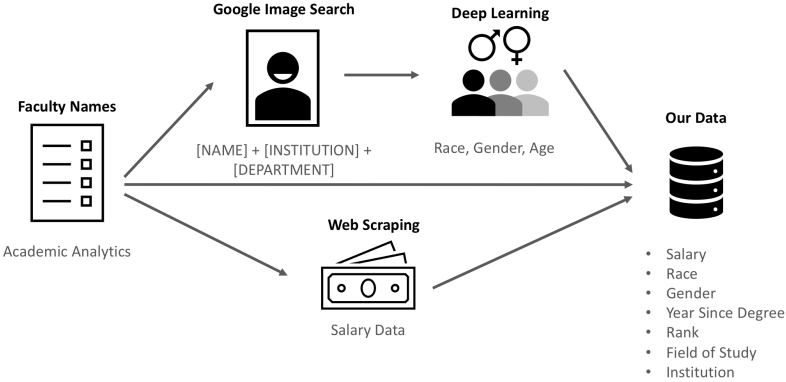 Google Image Search
Deep Learning
Faculty Names
Our Data
[NAME] + [INSTITUTION] +
[DEPARTMENT]
Race, Gender, Age
Web Scraping
Academic Analytics
Salary Data
• Salary
• Race
• Gender
• Year Since Degree
• Rank
• Field of Study
• Institution